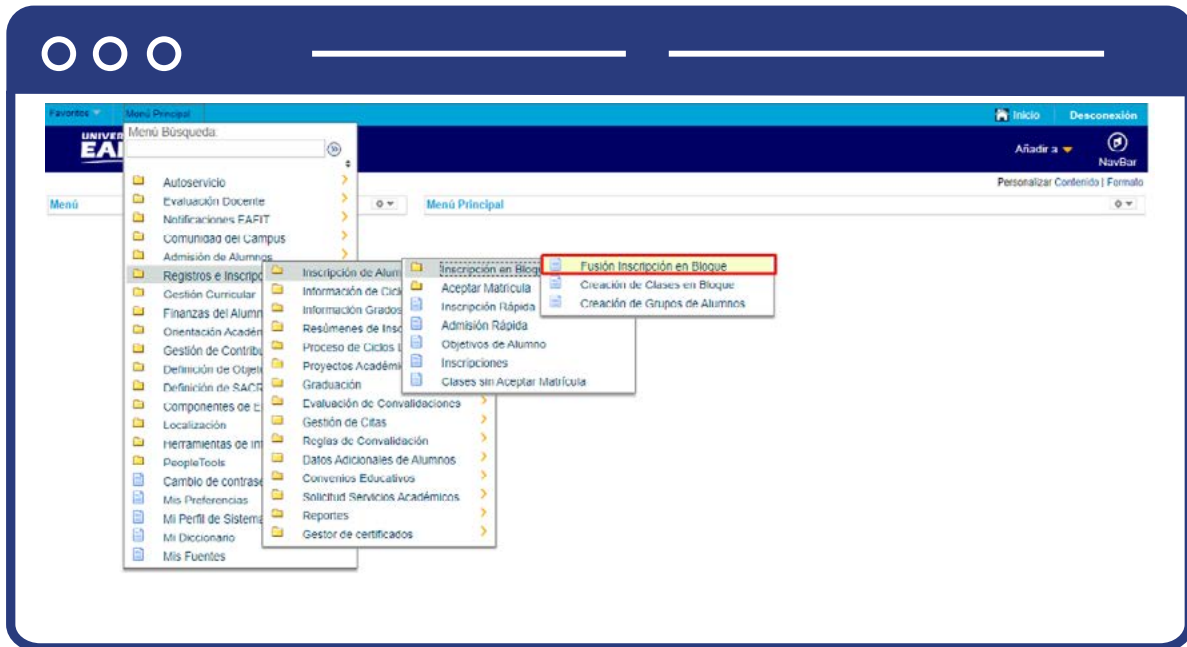 Favoritos
Menú Principal
Inicio
Desconexión
UNIVER
EAI
Añadir a
NavBar
Personalizar Contenido | Formato
Menú
Menú Principal
Menú Búsqueda:
Autoservicio
Evaluación Docente
Notificaciones EAFIT
Comunidad del Campus
Admisión de Alumnos
Registros e Inscripc
Gestión Curricular
Finanzas del Alumn
Orientación Académ
Gestión de Contribu
Definición de Objet
Definición de SACR
Componentes de E
Localización
Herramientas de Int
PeopleTools
Cambio de contrase
Mis Preferencias
Mi Perfil de Sistema
Mi Diccionario
Mis Fuentes
Inscripción de Alum
Información de Cicl
Información Grados
Resúmenes de Insc
Proceso de Ciclos L
Proyectos Académi
Graduación
Evaluación de Convalidaciones
Gestión de Citas
Reglas de Convalidación
Datos Adicionales de Alumnos
Convenios Educativos
Solicitud Servicios Académicos
Reportes
Gestor de certificados
Inscripción en Bloqu
Aceptar Matrícula
Inscripción Rápida
Admisión Rápida
Objetivos de Alumno
Inscripciones
Clases sin Aceptar Matrícula
Fusión Inscripción en Bloque
Creación de Clases en Bloque
Creación de Grupos de Alumnos